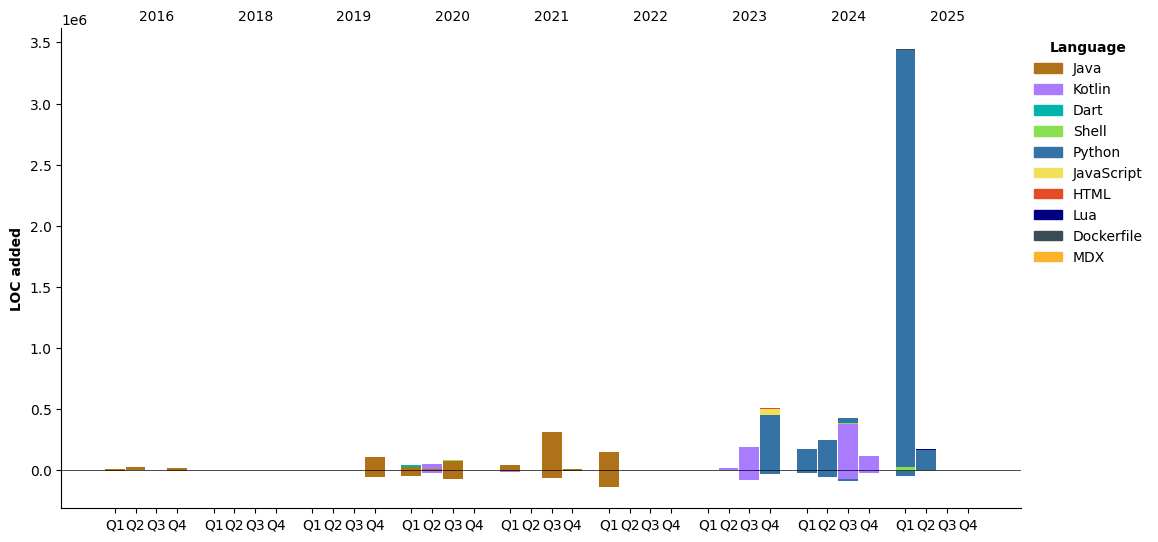 2016 2018 2019 2020 2021 2022 2023 2024 2025
1e6
3.5
3.0
2.5
2.0
1.5
1.0
0.5
0.0
LOC added
Language
Java
Kotlin
Dart
Shell
Python
JavaScript
HTML
Lua
Dockerfile
MDX
Q1 Q2 Q3 Q4 Q1 Q2 Q3 Q4 Q1 Q2 Q3 Q4 Q1 Q2 Q3 Q4 Q1 Q2 Q3 Q4 Q1 Q2 Q3 Q4 Q1 Q2 Q3 Q4 Q1 Q2 Q3 Q4 Q1 Q2 Q3 Q4